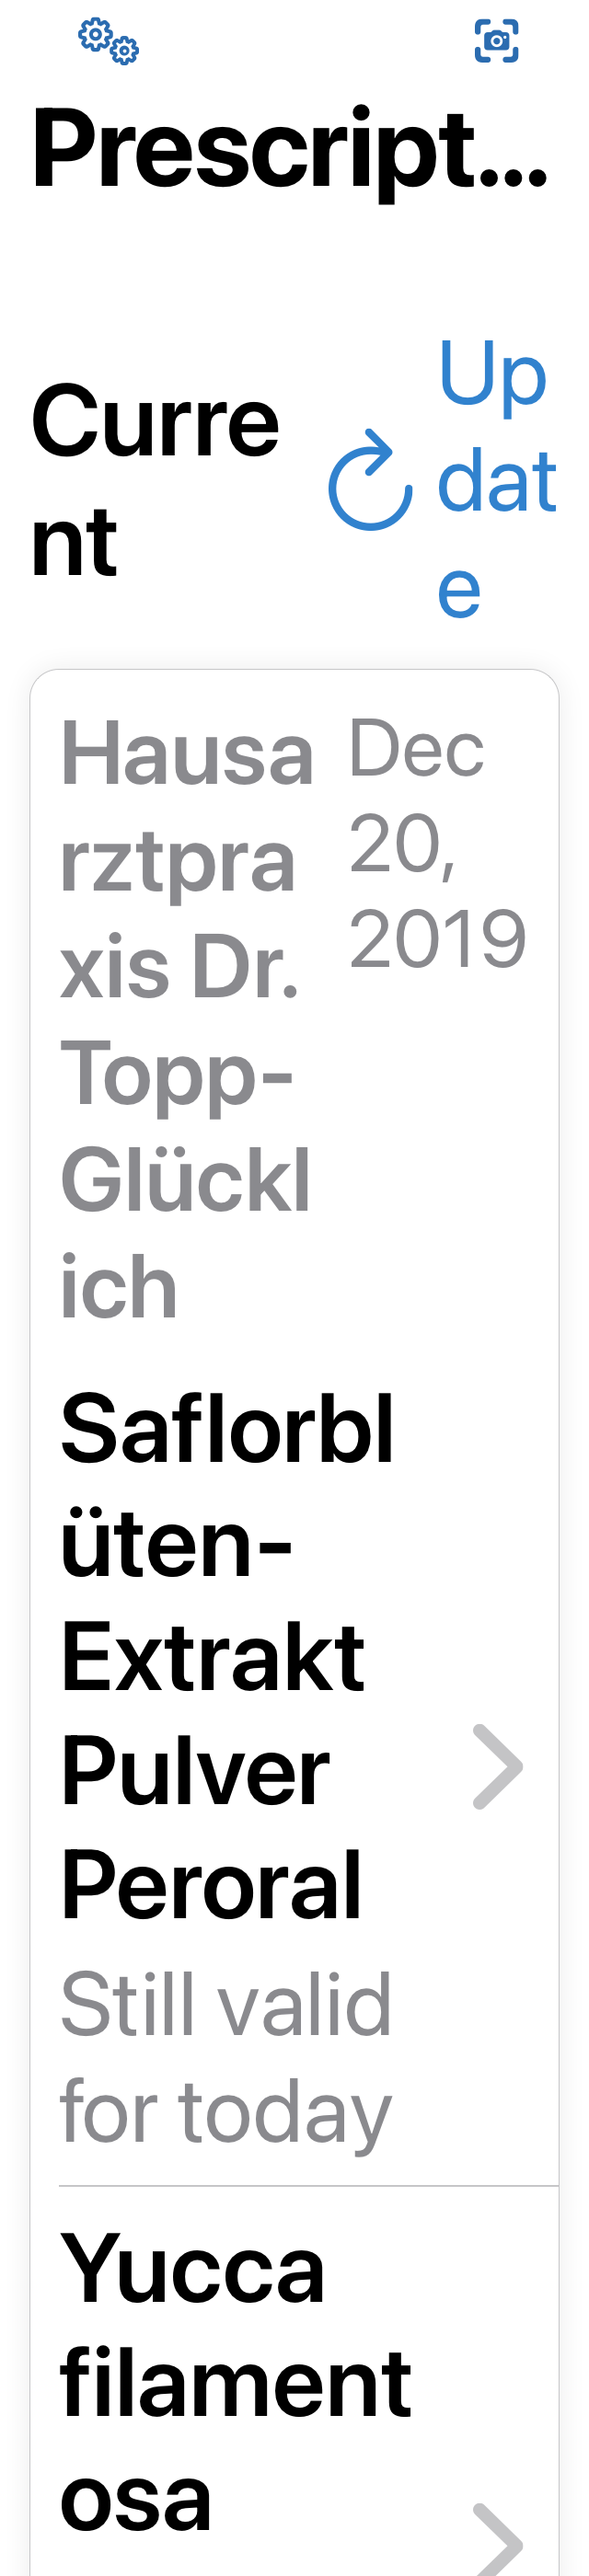 Prescript...
Curre
nt
Up
dat
e
Hausa
rztpra
xis Dr.
Topp-
Glückl
ich
Dec
20,
2019
Saflorbl
üten-
Extrakt
Pulver
Peroral
Still valid
for today
Yucca
filament
osa